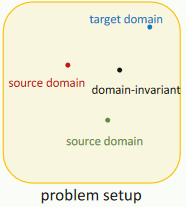 target domain
source domain
domain-invariant
source domain
problem setup